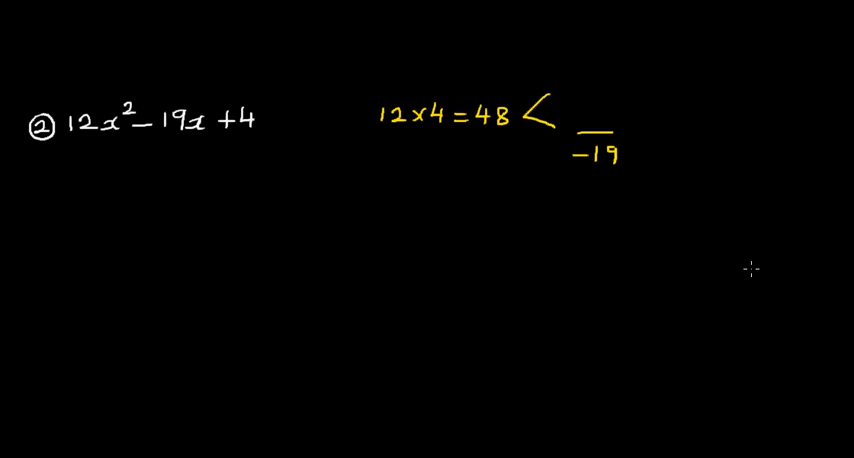 ② 12x² - 19x + 4
12 x 4 = 48 <
-19